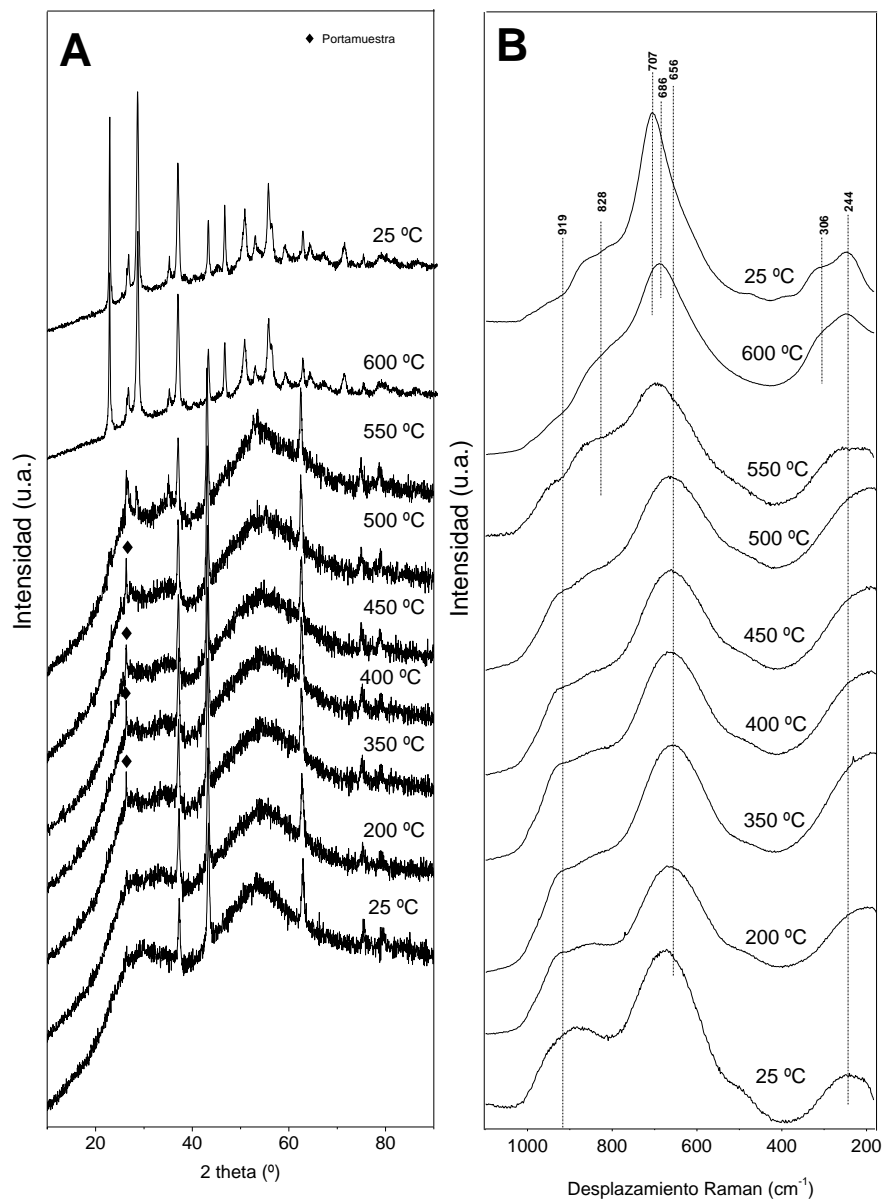 A
♦ Portamuestra
25 ºC
600 ºC
550 ºC
500 ºC
450 ºC
400 ºC
350 ºC
200 ºC
25 ºC
Intensidad (u.a.)
20
40
60
80
2 theta (º)
B
919
828
707
686
656
306
244
25 ºC
600 ºC
550 ºC
500 ºC
450 ºC
400 ºC
350 ºC
200 ºC
25 ºC
Intensidad (u.a.)
1000
800
600
400
200
Desplazamiento Raman (cm⁻¹)